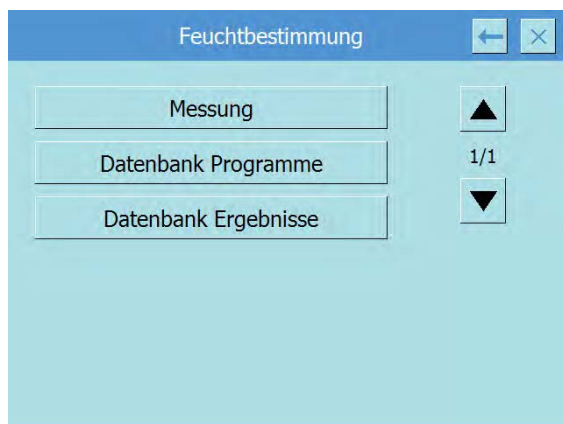 Feuchtbestimmung
Messung
1/1
Datenbank Programme
Datenbank Ergebnisse